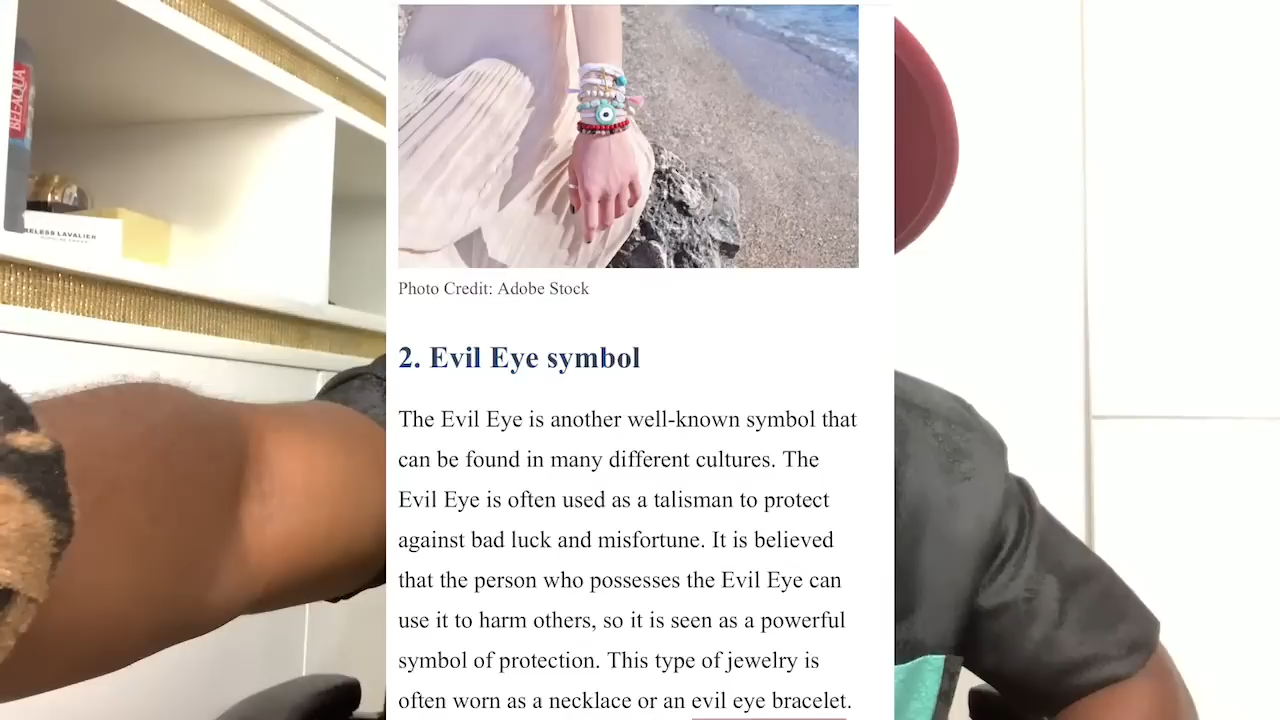 BEL-AQUA
RELESS LAVALIER
Photo Credit: Adobe Stock
2. Evil Eye symbol
The Evil Eye is another well-known symbol that
can be found in many different cultures. The
Evil Eye is often used as a talisman to protect
against bad luck and misfortune. It is believed
that the person who possesses the Evil Eye can
use it to harm others, so it is seen as a powerful
symbol of protection. This type of jewelry is
often worn as a necklace or an evil eye bracelet.